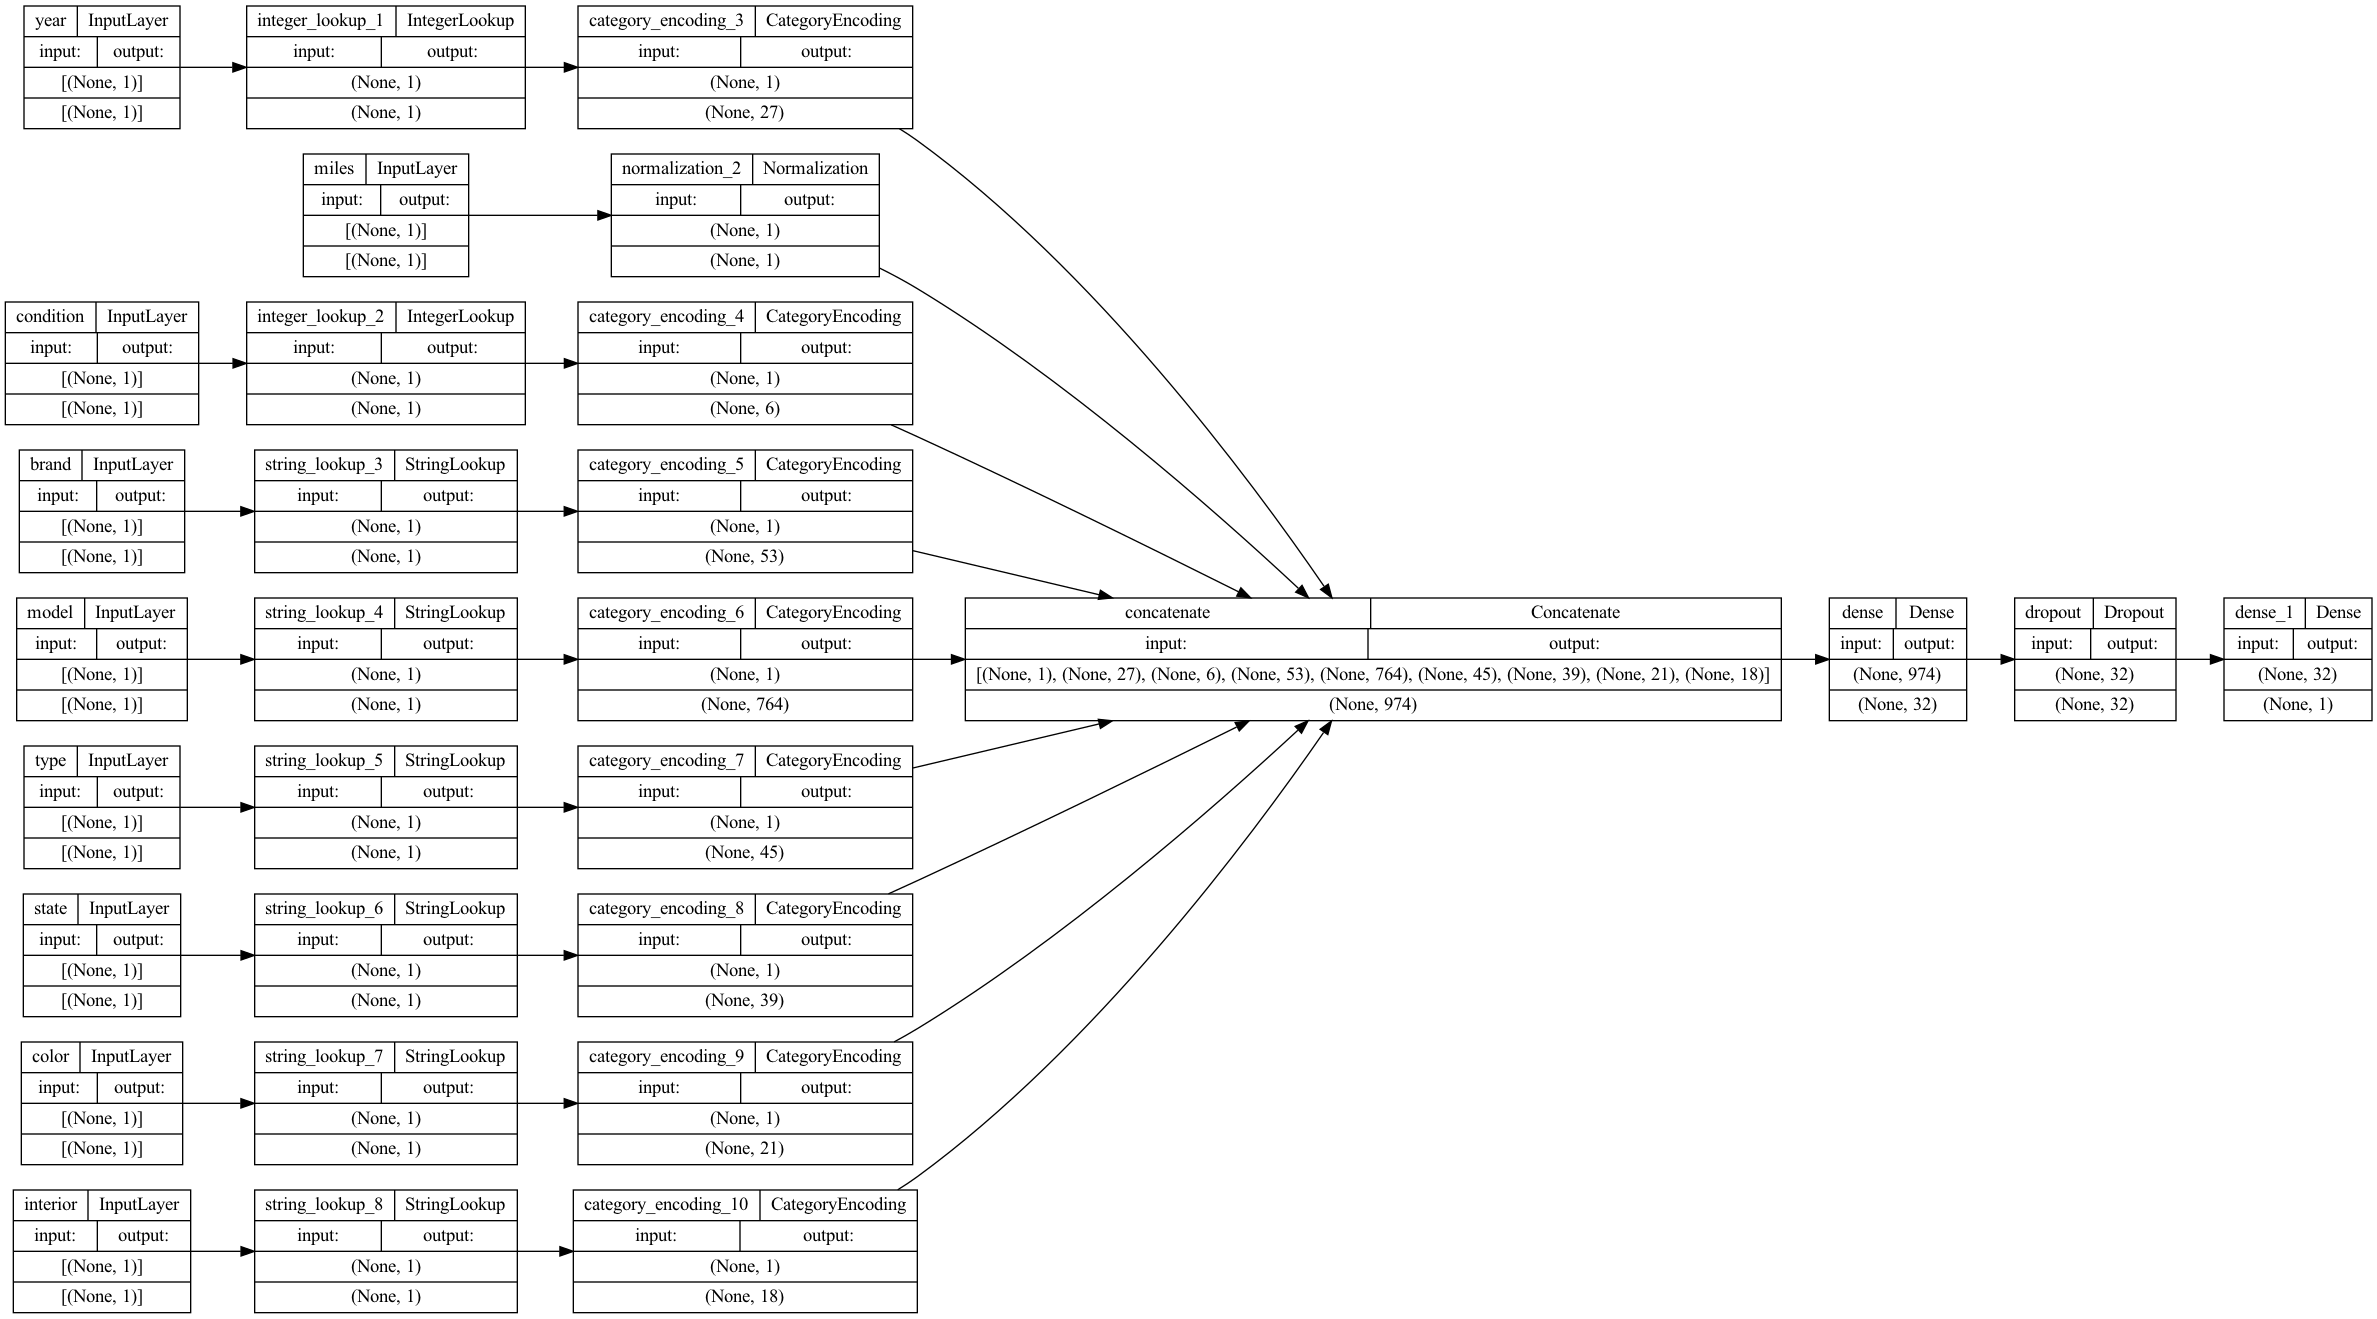 year InputLayer
input: output:
[(None, 1)]
[(None, 1)]
integer_lookup_1 IntegerLookup
input: output:
(None, 1)
(None, 1)
category_encoding_3 CategoryEncoding
input: output:
(None, 1)
(None, 27)
miles InputLayer
input: output:
[(None, 1)]
[(None, 1)]
normalization_2 Normalization
input: output:
(None, 1)
(None, 1)
condition InputLayer
input: output:
[(None, 1)]
[(None, 1)]
integer_lookup_2 IntegerLookup
input: output:
(None, 1)
(None, 1)
category_encoding_4 CategoryEncoding
input: output:
(None, 1)
(None, 6)
brand InputLayer
input: output:
[(None, 1)]
[(None, 1)]
string_lookup_3 StringLookup
input: output:
(None, 1)
(None, 1)
category_encoding_5 CategoryEncoding
input: output:
(None, 1)
(None, 53)
model InputLayer
input: output:
[(None, 1)]
[(None, 1)]
string_lookup_4 StringLookup
input: output:
(None, 1)
(None, 1)
category_encoding_6 CategoryEncoding
input: output:
(None, 1)
(None, 764)
concatenate Concatenate
input: output:
[(None, 1), (None, 27), (None, 6), (None, 53), (None, 764), (None, 45), (None, 39), (None, 21), (None, 18)]
(None, 974)
dense Dense
input: output:
(None, 974)
(None, 32)
dropout Dropout
input: output:
(None, 32)
(None, 32)
dense_1 Dense
input: output:
(None, 32)
(None, 1)
type InputLayer
input: output:
[(None, 1)]
[(None, 1)]
string_lookup_5 StringLookup
input: output:
(None, 1)
(None, 1)
category_encoding_7 CategoryEncoding
input: output:
(None, 1)
(None, 45)
state InputLayer
input: output:
[(None, 1)]
[(None, 1)]
string_lookup_6 StringLookup
input: output:
(None, 1)
(None, 1)
category_encoding_8 CategoryEncoding
input: output:
(None, 1)
(None, 39)
color InputLayer
input: output:
[(None, 1)]
[(None, 1)]
string_lookup_7 StringLookup
input: output:
(None, 1)
(None, 1)
category_encoding_9 CategoryEncoding
input: output:
(None, 1)
(None, 21)
interior InputLayer
input: output:
[(None, 1)]
[(None, 1)]
string_lookup_8 StringLookup
input: output:
(None, 1)
(None, 1)
category_encoding_10 CategoryEncoding
input: output:
(None, 1)
(None, 18)